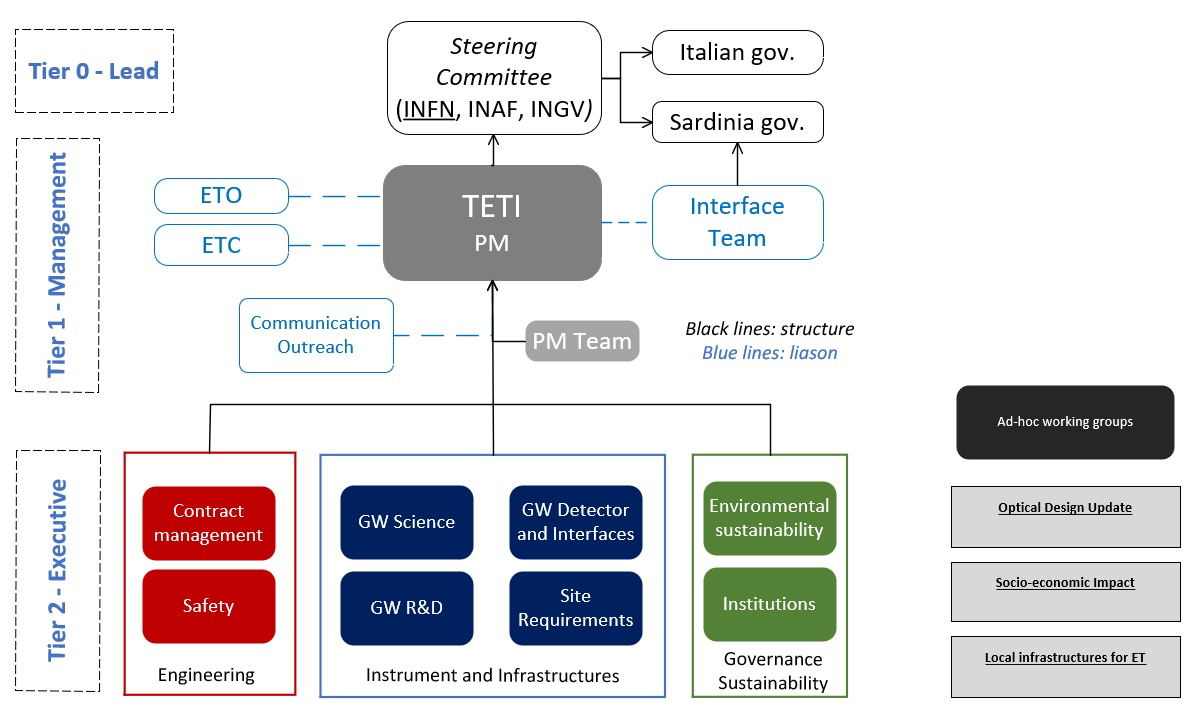 Tier 0 - Lead
Steering
Committee
(INFN, INAF, INGV)
Italian gov.
Sardinia gov.
Tier 1 - Management
ETO
ETC
TETI
PM
Interface
Team
Communication
Outreach
PM Team
Black lines: structure
Blue lines: liason
Tier 2 - Executive
Contract
management
Safety
Engineering
GW Science
GW Detector
and Interfaces
GW R&D
Site
Requirements
Instrument and Infrastructures
Environmental
sustainability
Institutions
Governance
Sustainability
Ad-hoc working groups
Optical Design Update
Socio-economic Impact
Local infrastructures for ET